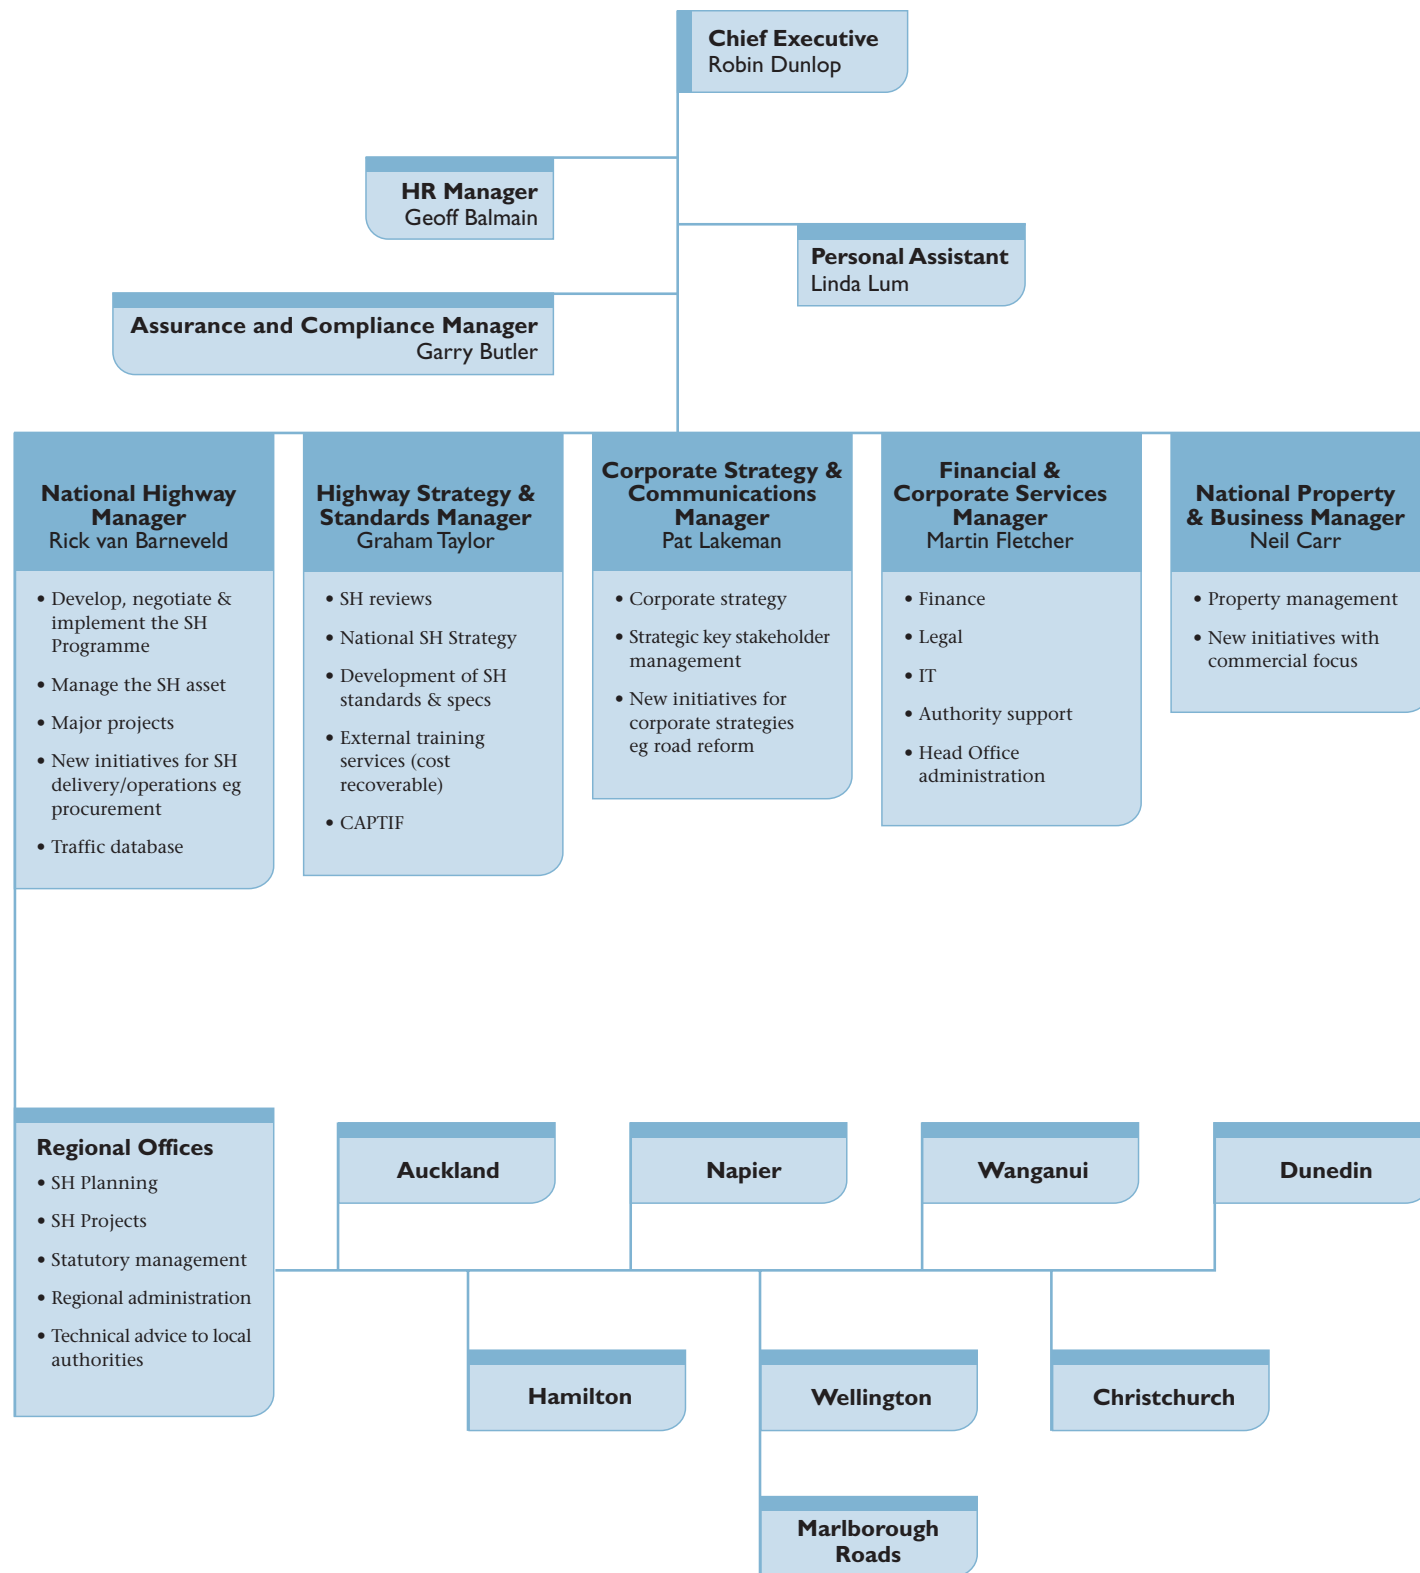 Chief Executive
Robin Dunlop
HR Manager
Geoff Balmain
Personal Assistant
Linda Lum
Assurance and Compliance Manager
Garry Butler
National Highway
Manager
Rick van Barneveld
• Develop, negotiate &
implement the SH
Programme
• Manage the SH asset
• Major projects
• New initiatives for SH
delivery/operations eg
procurement
• Traffic database
Highway Strategy &
Standards Manager
Graham Taylor
• SH reviews
• National SH Strategy
• Development of SH
standards & specs
• External training
services (cost
recoverable)
• CAPTIF
Corporate Strategy &
Communications
Manager
Pat Lakeman
• Corporate strategy
• Strategic key stakeholder
management
• New initiatives for
corporate strategies
eg road reform
Financial &
Corporate Services
Manager
Martin Fletcher
• Finance
• Legal
• IT
• Authority support
• Head Office
administration
National Property
& Business Manager
Neil Carr
• Property management
• New initiatives with
commercial focus
Regional Offices
• SH Planning
• SH Projects
• Statutory management
• Regional administration
• Technical advice to local
authorities
Auckland
Napier
Wanganui
Dunedin
Hamilton
Wellington
Christchurch
Marlborough
Roads